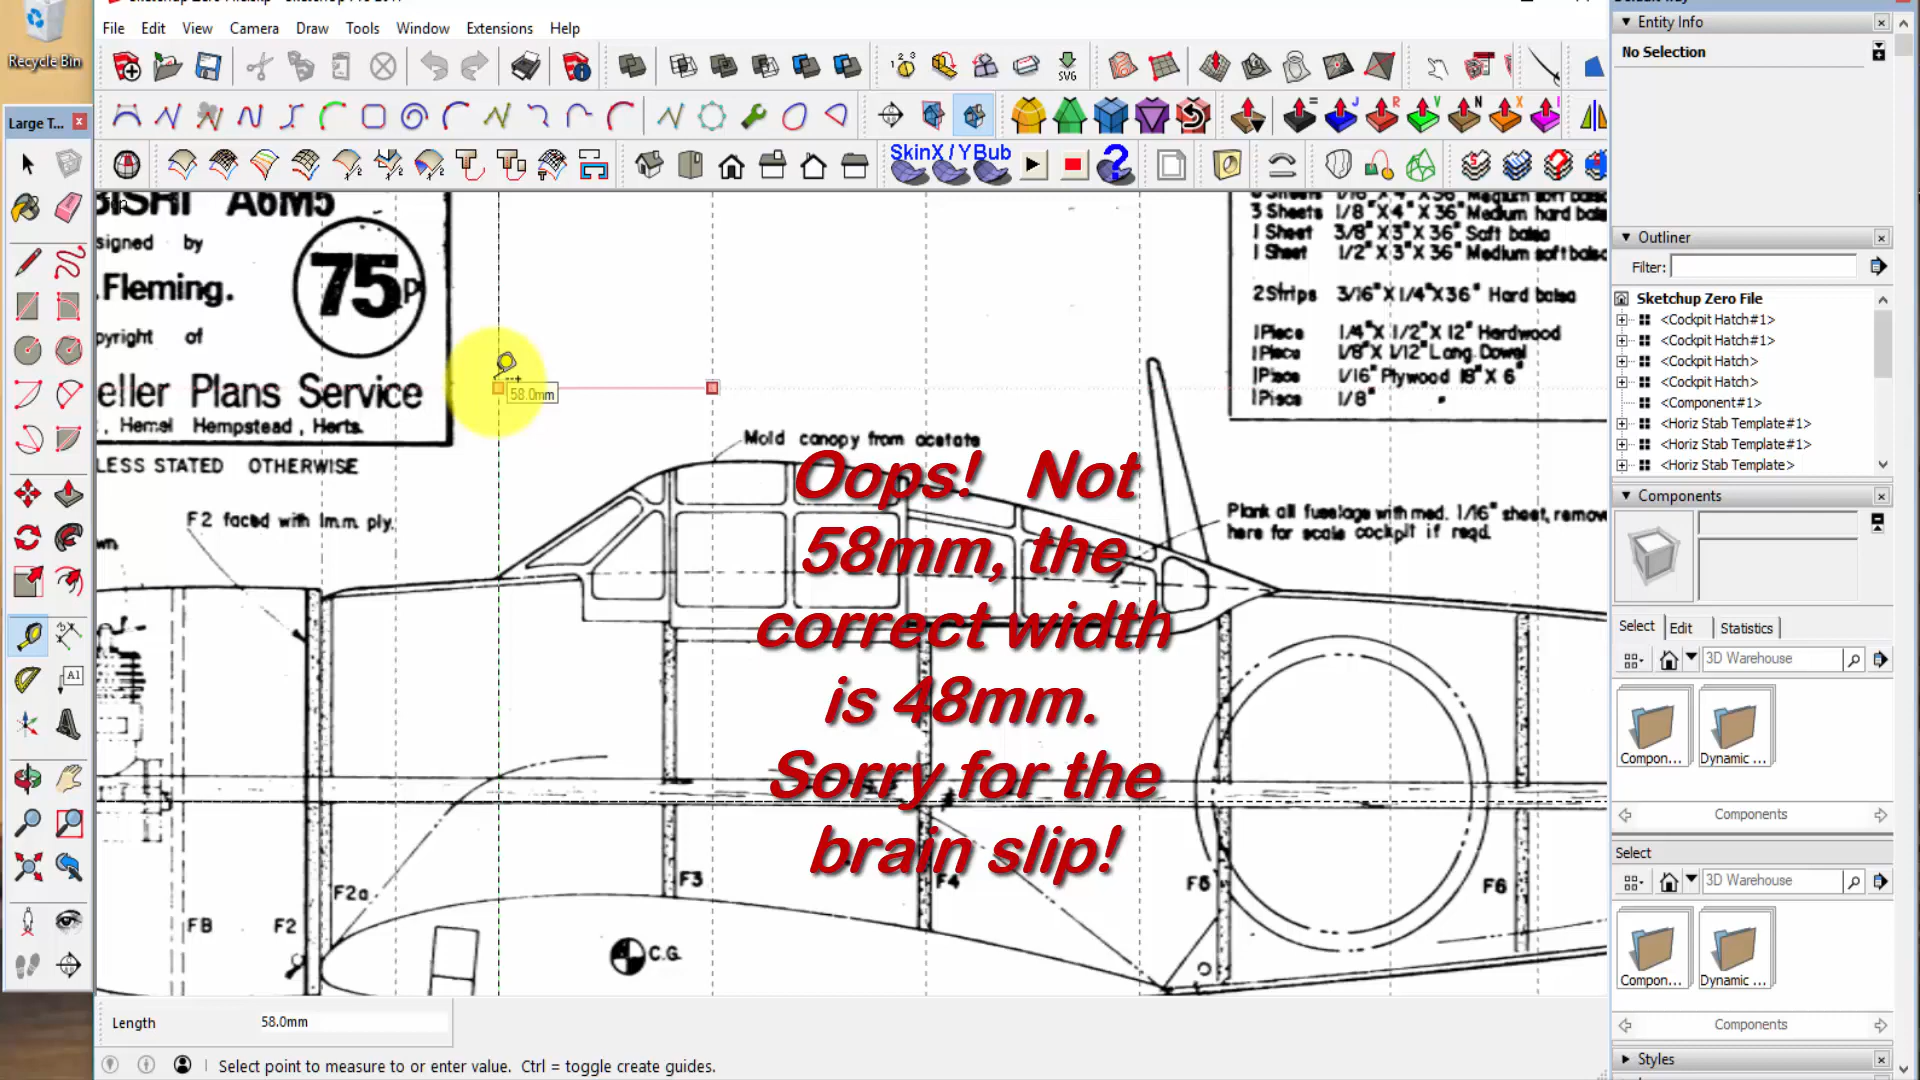 Recycle Bin
File Edit View Camera Draw Tools Window Extensions Help
SVG
Large T...
SkinX / YBub
BISHI A6M5
signed by
.Fleming.
75p
pyright of
eller Plans Service
, Hemel Hempstead , Herts.
LESS STATED OTHERWISE
F2 faced with 1m.m. ply.
wn.
58.0mm
Mold canopy from acetate
3 Sheets 1/8" X 4" X 36" Medium hard balsa
1 Sheet 3/8" X 3" X 36" Soft balsa
1 Sheet 1/2" X 3" X 36" Medium soft balsa
2 Strips 3/16" X 1/4" X 36" Hard balsa
1 Piece 1/4" X 1/2" X 12" Hardwood
1 Piece 1/8" X 1/12" Long Dowel
1 Piece 1/16" Plywood 18" X 6"
1 Piece 1/8"
Plank all fuselage with med. 1/16" sheet, remove
here for scale cockpit if reqd.
Oops! Not
58mm, the
correct width
is 48mm.
Sorry for the
brain slip!
F2a
F3
F4
F5
F6
FB
F2
C.G.
A1
Length 58.0mm
Select point to measure to or enter value. Ctrl = toggle create guides.
Entity Info
No Selection
Outliner
Filter:
Sketchup Zero File
<Cockpit Hatch#1>
<Cockpit Hatch#1>
<Cockpit Hatch>
<Cockpit Hatch>
<Component#1>
<Horiz Stab Template#1>
<Horiz Stab Template#1>
<Horiz Stab Template>
Components
Select Edit Statistics
3D Warehouse
Compon... Dynamic ...
Components
Select
3D Warehouse
Compon... Dynamic ...
Components
Styles